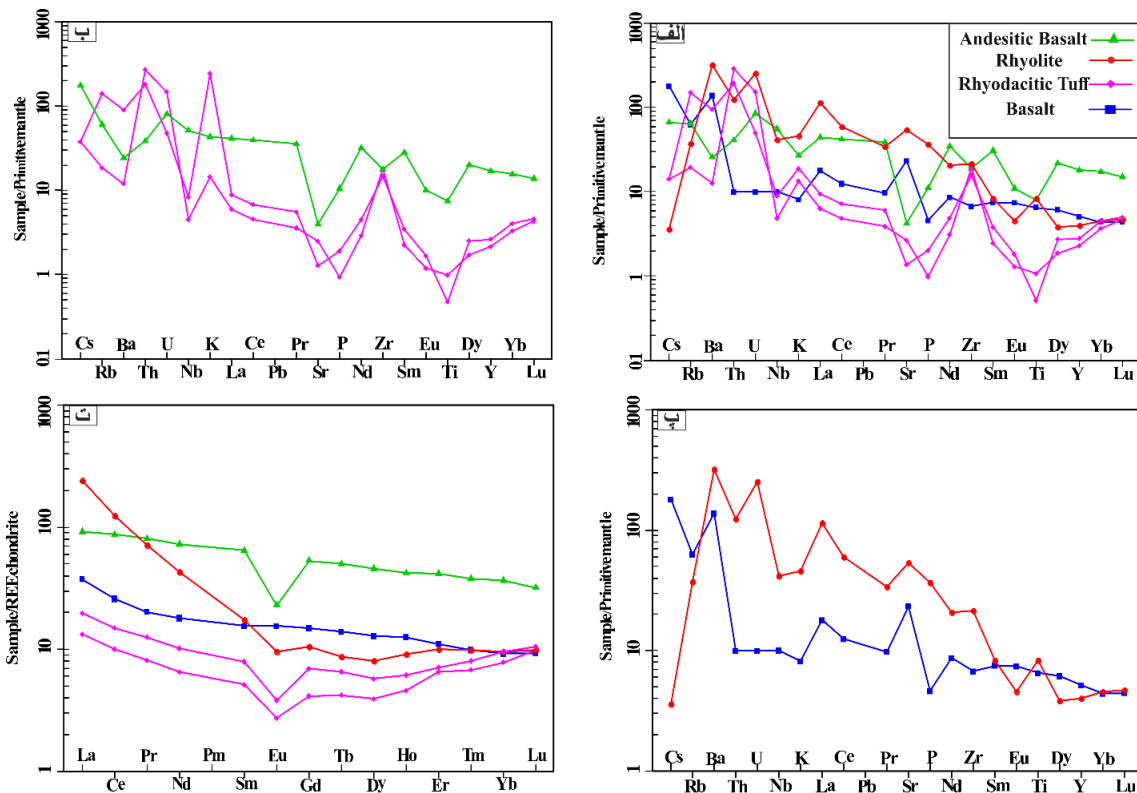 ب
Sample/Primitivemantle
1000
100
10
1
0.1
Cs Ba U K Ce Pr P Zr Eu Dy Yb
Rb Th Nb La Pb Sr Nd Sm Ti Y Lu
الف
Andesitic Basalt
Rhyolite
Rhyodacitic Tuff
Basalt
Sample/Primitivemantle
1000
100
10
1
0.1
Cs Ba U K Ce Pr P Zr Eu Dy Yb
Rb Th Nb La Pb Sr Nd Sm Ti Y Lu
ت
Sample/REEchondrite
1000
100
10
1
La Pr Pm Eu Tb Ho Tm Lu
Ce Nd Sm Gd Dy Er Yb
پ
Sample/Primitivemantle
1000
100
10
1
Cs Ba U K Ce Pr P Zr Eu Dy Yb
Rb Th Nb La Pb Sr Nd Sm Ti Y Lu